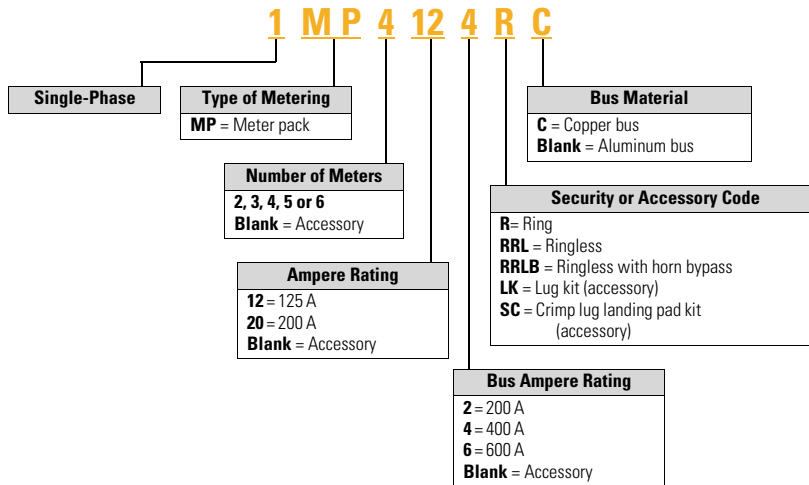 1 MP 4 12 4 R C
Single-Phase
Type of Metering
MP = Meter pack
Number of Meters
2, 3, 4, 5 or 6
Blank = Accessory
Ampere Rating
12 = 125 A
20 = 200 A
Blank = Accessory
Bus Ampere Rating
2 = 200 A
4 = 400 A
6 = 600 A
Blank = Accessory
Security or Accessory Code
R= Ring
RRL = Ringless
RRLB = Ringless with horn bypass
LK = Lug kit (accessory)
SC = Crimp lug landing pad kit
(accessory)
Bus Material
C = Copper bus
Blank = Aluminum bus